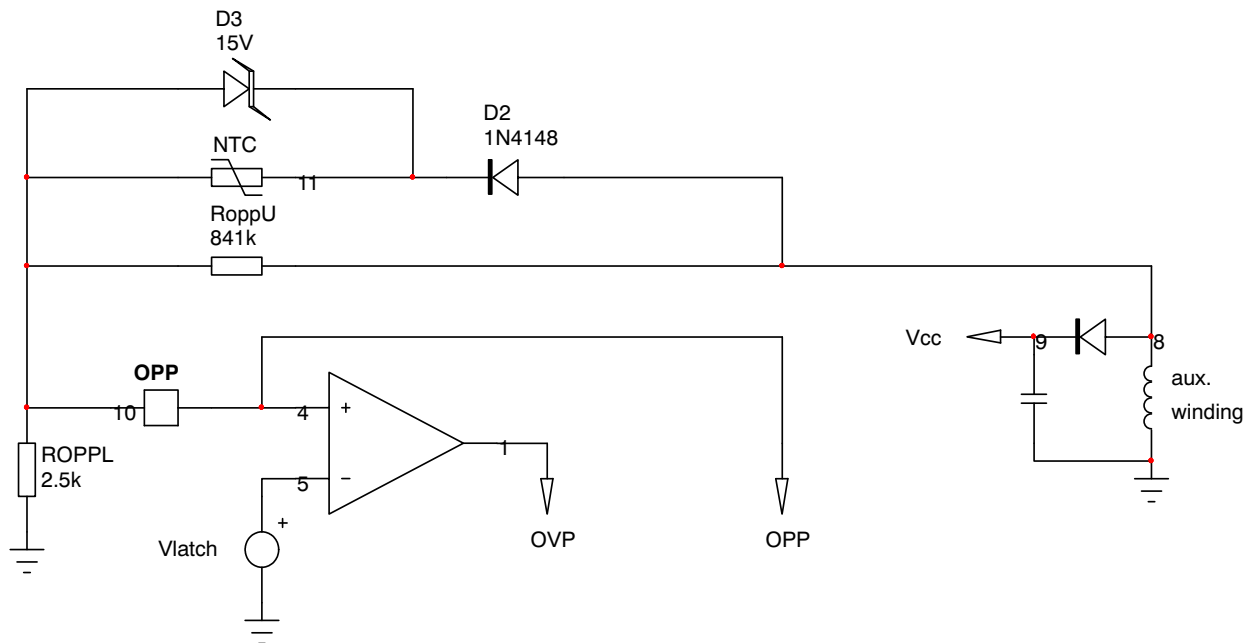 D3
15V
D2
1N4148
NTC
11
RoppU
841k
Vcc
9
8
aux.
winding
OPP
10
4
+
1
ROPPL
2.5k
5
−
+
Vlatch
OVP
OPP